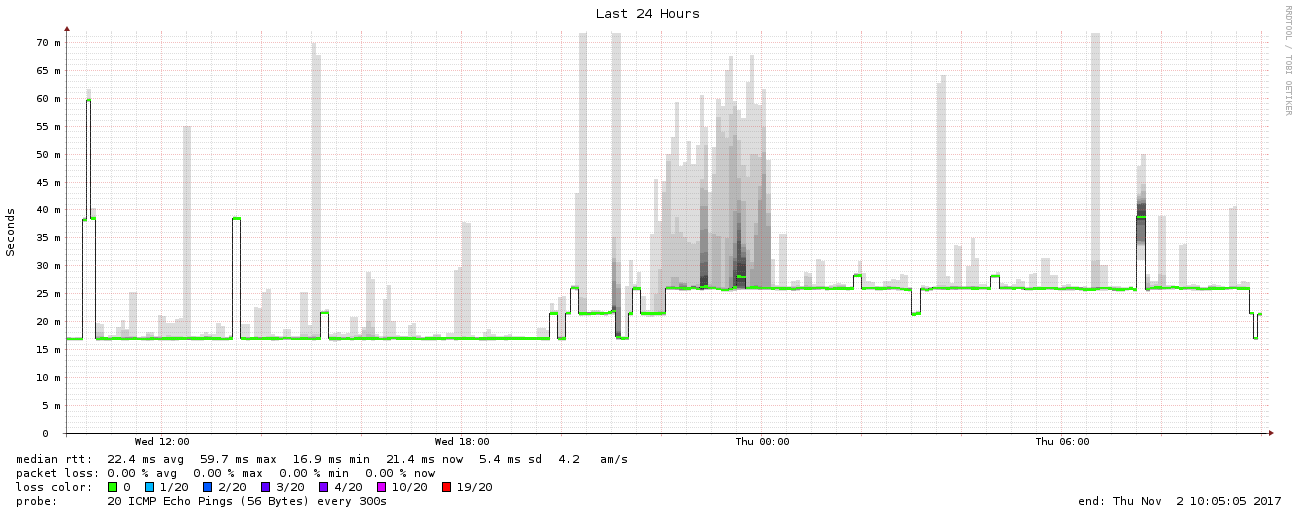 Last 24 Hours
RRDTOOL / TOBI OETIKER
Seconds
70 m
65 m
60 m
55 m
50 m
45 m
40 m
35 m
30 m
25 m
20 m
15 m
10 m
5 m
0
Wed 12:00 Wed 18:00 Thu 00:00 Thu 06:00
median rtt: 22.4 ms avg 59.7 ms max 16.9 ms min 21.4 ms now 5.4 ms sd 4.2 am/s
packet loss: 0.00 % avg 0.00 % max 0.00 % min 0.00 % now
loss color: 0 1/20 2/20 3/20 4/20 10/20 19/20
probe: 20 ICMP Echo Pings (56 Bytes) every 300s end: Thu Nov 2 10:05:05 2017